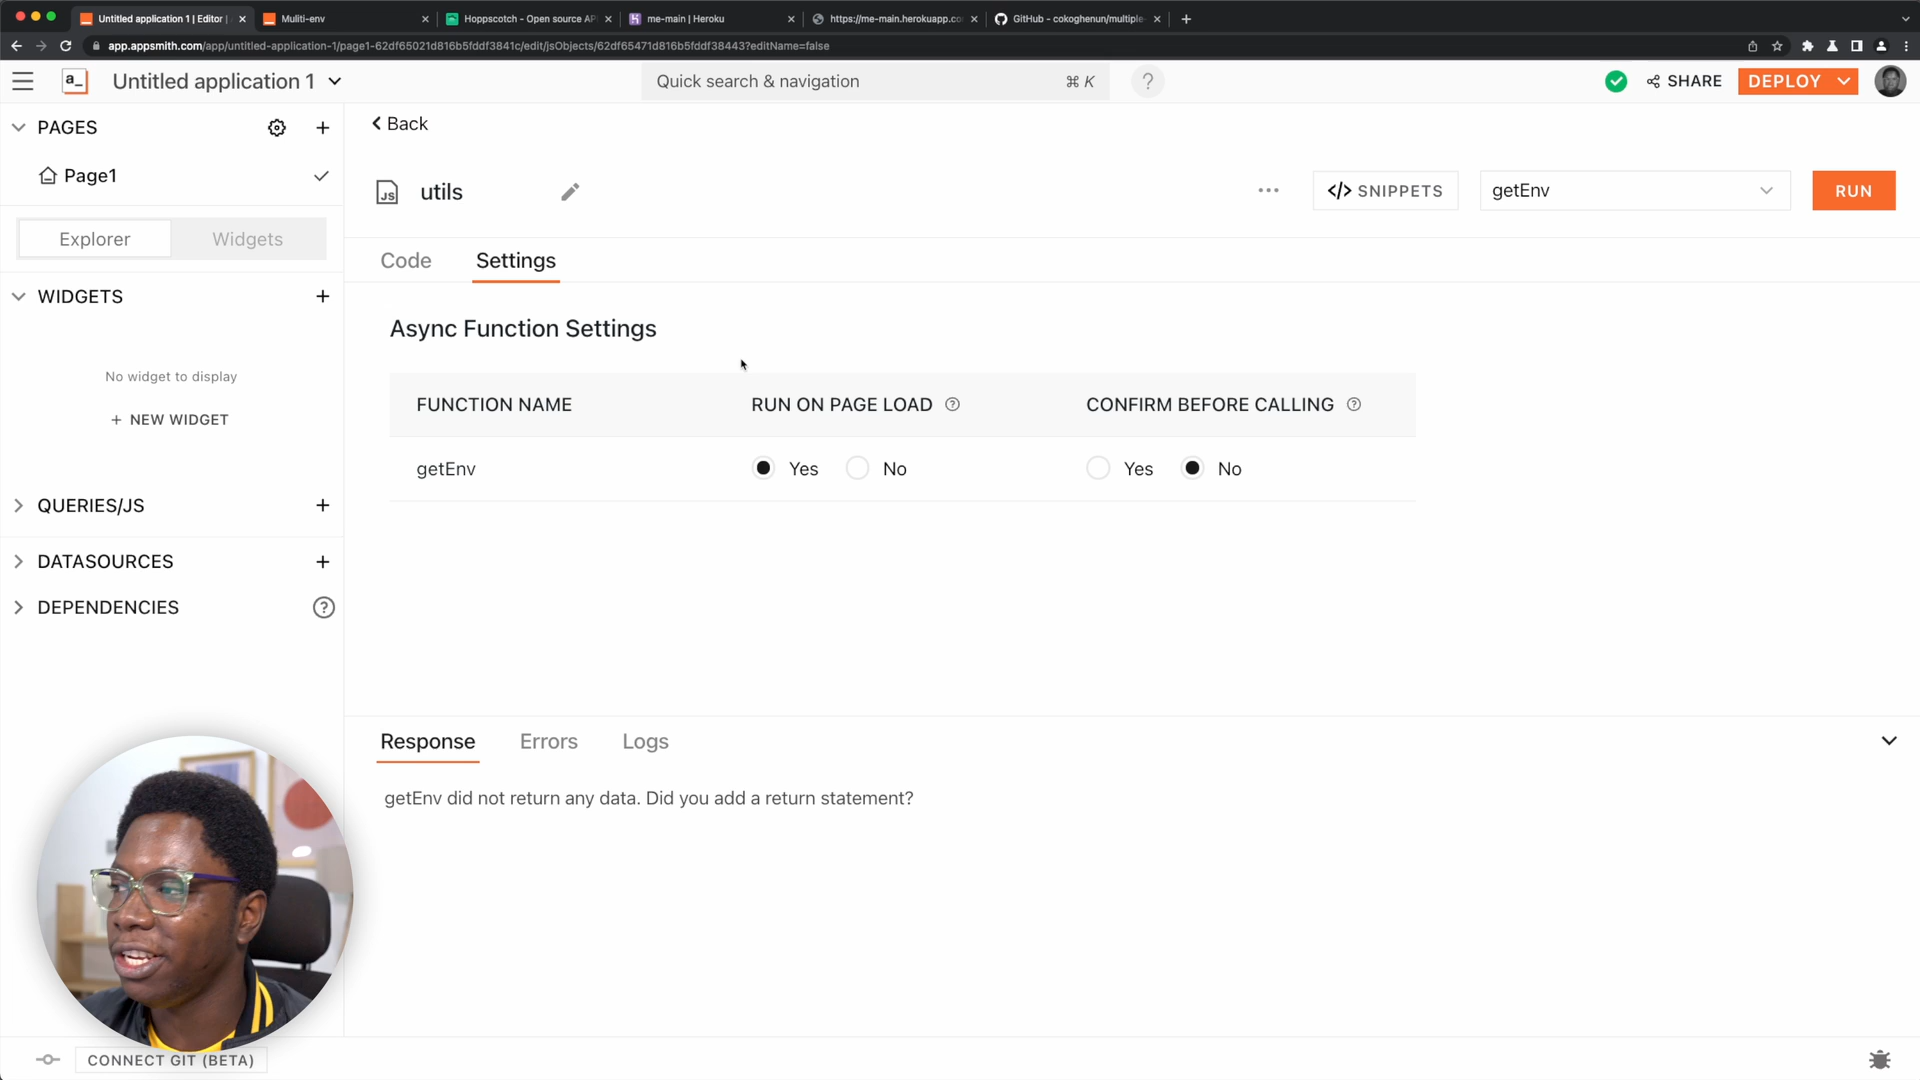 Untitled application 1 | Editor |
Muliti-env
Hoppscotch - Open source AP
me-main | Heroku
https://me-main.herokuapp.co
GitHub - cokoghenun/multiple-
app.appsmith.com/app/untitled-application-1/page1-62df65021d816b5fddf3841c/edit/jsObjects/62df65471d816b5fddf38443?editName=false
a_
Untitled application 1
Quick search & navigation
⌘ K
?
SHARE
DEPLOY
PAGES
Back
Page1
JS
utils
</> SNIPPETS
getEnv
RUN
Explorer
Widgets
Code
Settings
WIDGETS
Async Function Settings
No widget to display
+ NEW WIDGET
FUNCTION NAME
RUN ON PAGE LOAD ?
CONFIRM BEFORE CALLING ?
getEnv
Yes
No
Yes
No
QUERIES/JS
DATASOURCES
DEPENDENCIES
?
Response
Errors
Logs
getEnv did not return any data. Did you add a return statement?
CONNECT GIT (BETA)